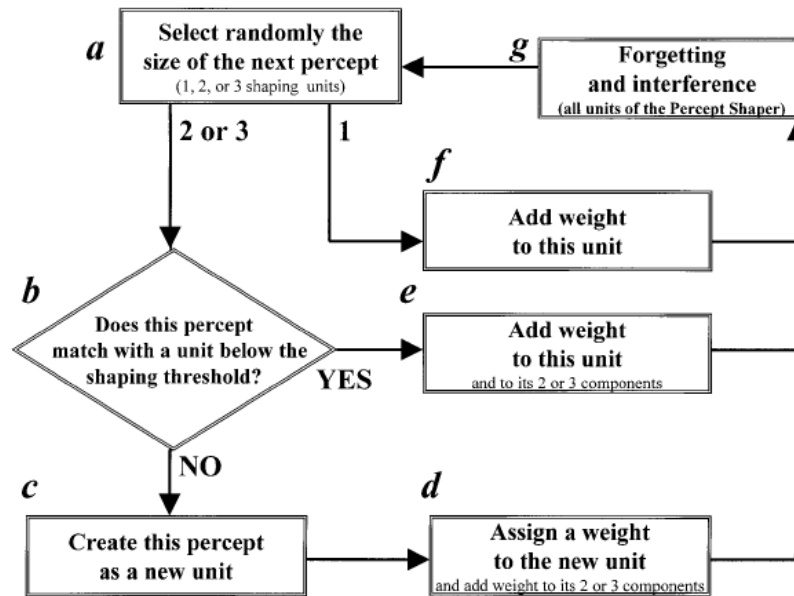 a
Select randomly the
size of the next percept
(1, 2, or 3 shaping units)
g
Forgetting
and interference
(all units of the Percept Shaper)
2 or 3
1
f
Add weight
to this unit
b
Does this percept
match with a unit below the
shaping threshold?
YES
e
Add weight
to this unit
and to its 2 or 3 components
NO
c
Create this percept
as a new unit
d
Assign a weight
to the new unit
and add weight to its 2 or 3 components